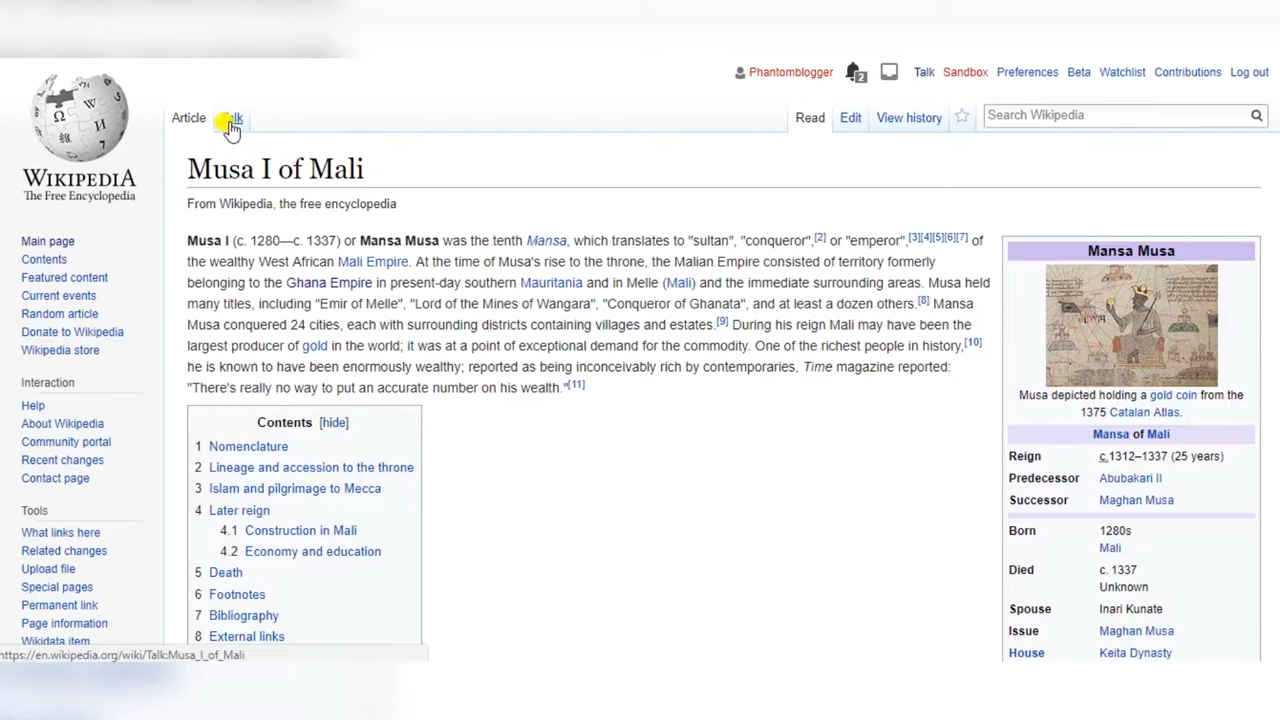 Phantomblogger 2 Talk Sandbox Preferences Beta Watchlist Contributions Log out
Article Talk Read Edit View history Search Wikipedia
WIKIPEDIA
The Free Encyclopedia
Main page
Contents
Featured content
Current events
Random article
Donate to Wikipedia
Wikipedia store
Interaction
Help
About Wikipedia
Community portal
Recent changes
Contact page
Tools
What links here
Related changes
Upload file
Special pages
Permanent link
Page information
Wikidata item
https://en.wikipedia.org/wiki/Talk:Musa_I_of_Mali
Musa I of Mali
From Wikipedia, the free encyclopedia
Musa I (c. 1280—c. 1337) or Mansa Musa was the tenth Mansa, which translates to "sultan", "conqueror",[2] or "emperor",[3][4][5][6][7] of
the wealthy West African Mali Empire. At the time of Musa's rise to the throne, the Malian Empire consisted of territory formerly
belonging to the Ghana Empire in present-day southern Mauritania and in Melle (Mali) and the immediate surrounding areas. Musa held
many titles, including "Emir of Melle", "Lord of the Mines of Wangara", "Conqueror of Ghanata", and at least a dozen others.[8] Mansa
Musa conquered 24 cities, each with surrounding districts containing villages and estates.[9] During his reign Mali may have been the
largest producer of gold in the world; it was at a point of exceptional demand for the commodity. One of the richest people in history,[10]
he is known to have been enormously wealthy; reported as being inconceivably rich by contemporaries, Time magazine reported:
"There's really no way to put an accurate number on his wealth."[11]
Contents [hide]
1 Nomenclature
2 Lineage and accession to the throne
3 Islam and pilgrimage to Mecca
4 Later reign
4.1 Construction in Mali
4.2 Economy and education
5 Death
6 Footnotes
7 Bibliography
8 External links
Mansa Musa
Musa depicted holding a gold coin from the
1375 Catalan Atlas.
Mansa of Mali
Reign c.1312–1337 (25 years)
Predecessor Abubakari II
Successor Maghan Musa
Born 1280s
Mali
Died c. 1337
Unknown
Spouse Inari Kunate
Issue Maghan Musa
House Keita Dynasty